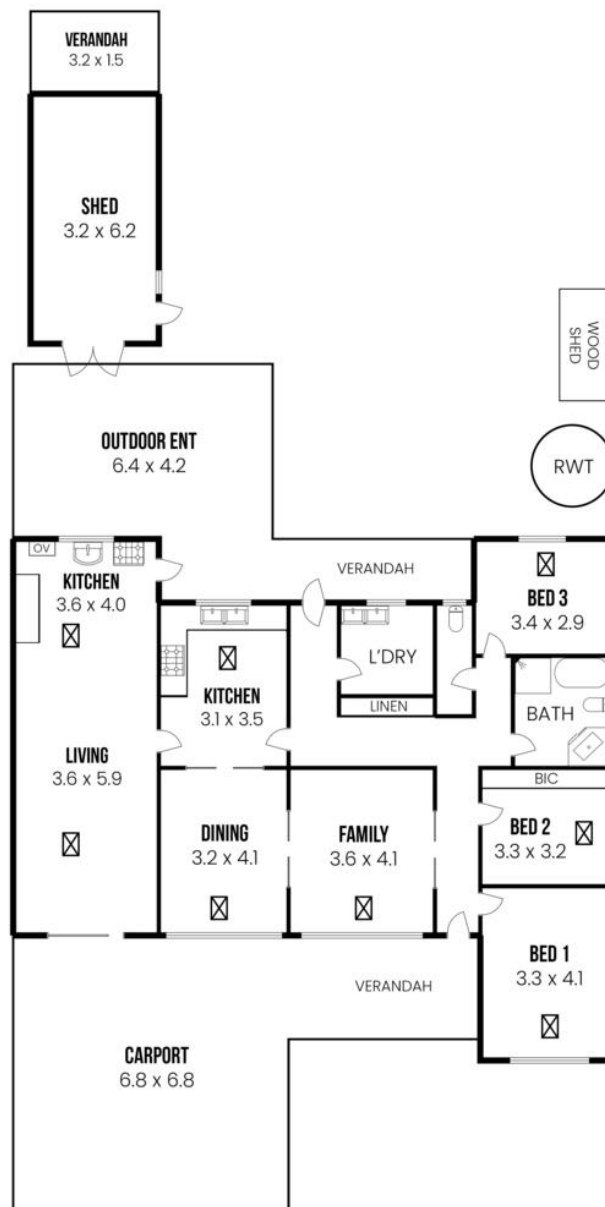 VERANDAH
3.2 x 1.5
SHED
3.2 x 6.2
WOOD
SHED
OUTDOOR ENT
6.4 x 4.2
RWT
OV
KITCHEN
3.6 x 4.0
VERANDAH
BED 3
3.4 x 2.9
L'DRY
KITCHEN
3.1 x 3.5
LINEN
BATH
LIVING
3.6 x 5.9
BIC
DINING
3.2 x 4.1
FAMILY
3.6 x 4.1
BED 2
3.3 x 3.2
BED 1
3.3 x 4.1
VERANDAH
CARPORT
6.8 x 6.8